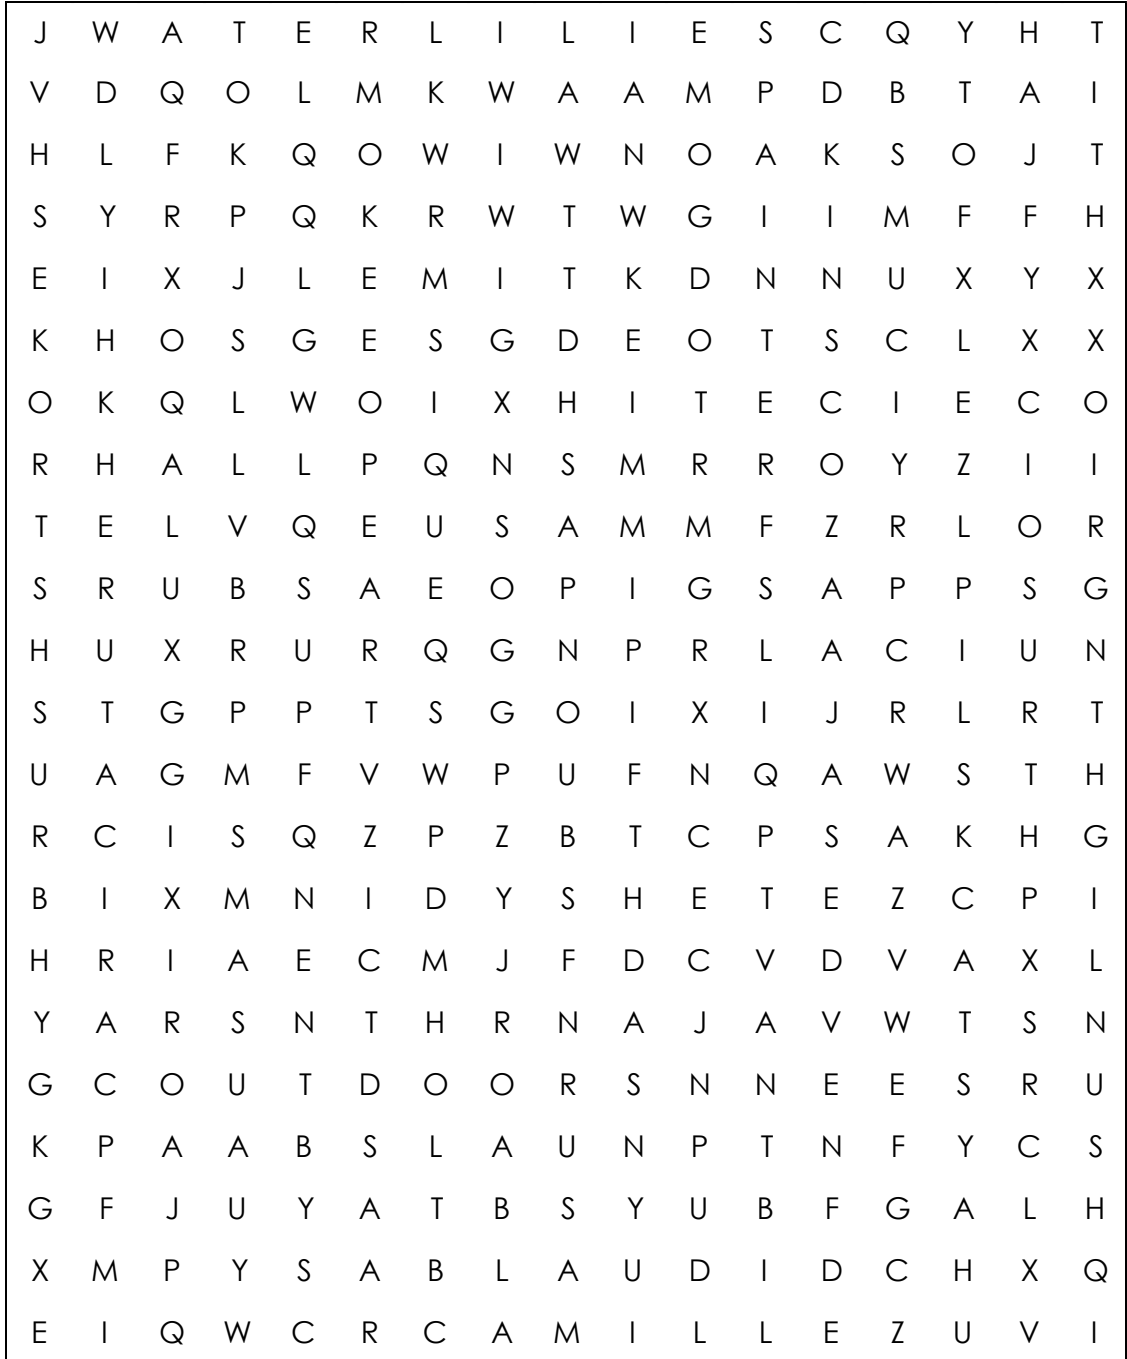 J W A T E R L I L I E S C Q Y H T
V D Q O L M K W A A M P D B T A I
H L F K Q O W I W N O A K S O J T
S Y R P Q K R W T W G I I M F F H
E I X J L E M I T K D N N U X Y X
K H O S G E S G D E O T S C L X X
O K Q L W O I X H I T E C I E C O
R H A L L P Q N S M R R O Y Z I I
T E L V Q E U S A M M F Z R L O R
S R U B S A E O P I G S A P P S G
H U X R U R Q G N P R L A C I U N
S T G P P T S G O I X I J R L R T
U A G M F V W P U F N Q A W S T H
R C I S Q Z P Z B T C P S A K H G
B I X M N I D Y S H E T E Z C P I
H R I A E C M J F D C V D V A X L
Y A R S N T H R N A J A V W T S N
G C O U T D O O R S N N E E S R U
K P A A B S L A U N P T N F Y C S
G F J U Y A T B S Y U B F G A L H
X M P Y S A B L A U D I D C H X Q
E I Q W C R C A M I L L E Z U V I